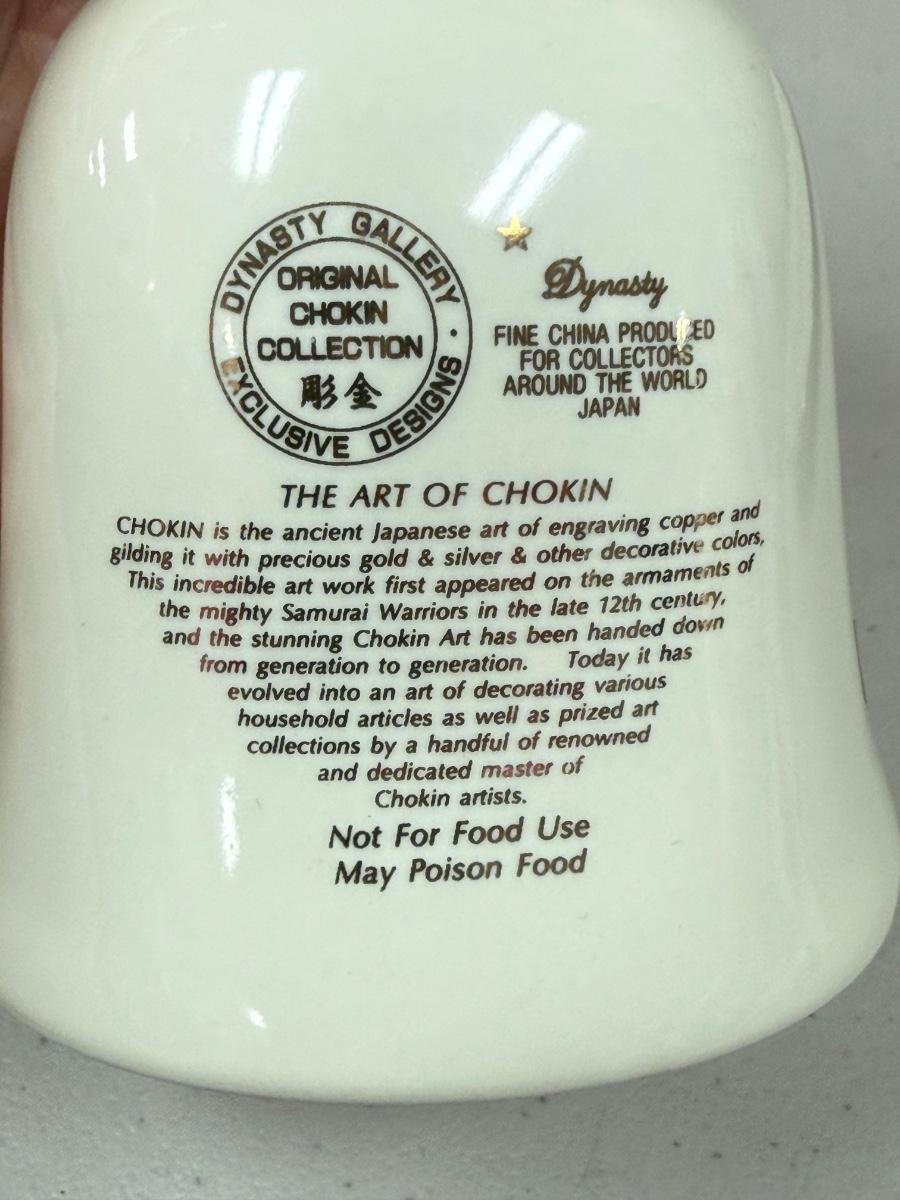 DYNASTY GALLERY
ORIGINAL
CHOKIN
COLLECTION
彫金
· EXCLUSIVE DESIGNS ·
Dynasty
FINE CHINA PRODUCED
FOR COLLECTORS
AROUND THE WORLD
JAPAN
THE ART OF CHOKIN
CHOKIN is the ancient Japanese art of engraving copper and
gilding it with precious gold & silver & other decorative colors,
This incredible art work first appeared on the armaments of
the mighty Samurai Warriors in the late 12th century,
and the stunning Chokin Art has been handed down
from generation to generation. Today it has
evolved into an art of decorating various
household articles as well as prized art
collections by a handful of renowned
and dedicated master of
Chokin artists.
Not For Food Use
May Poison Food